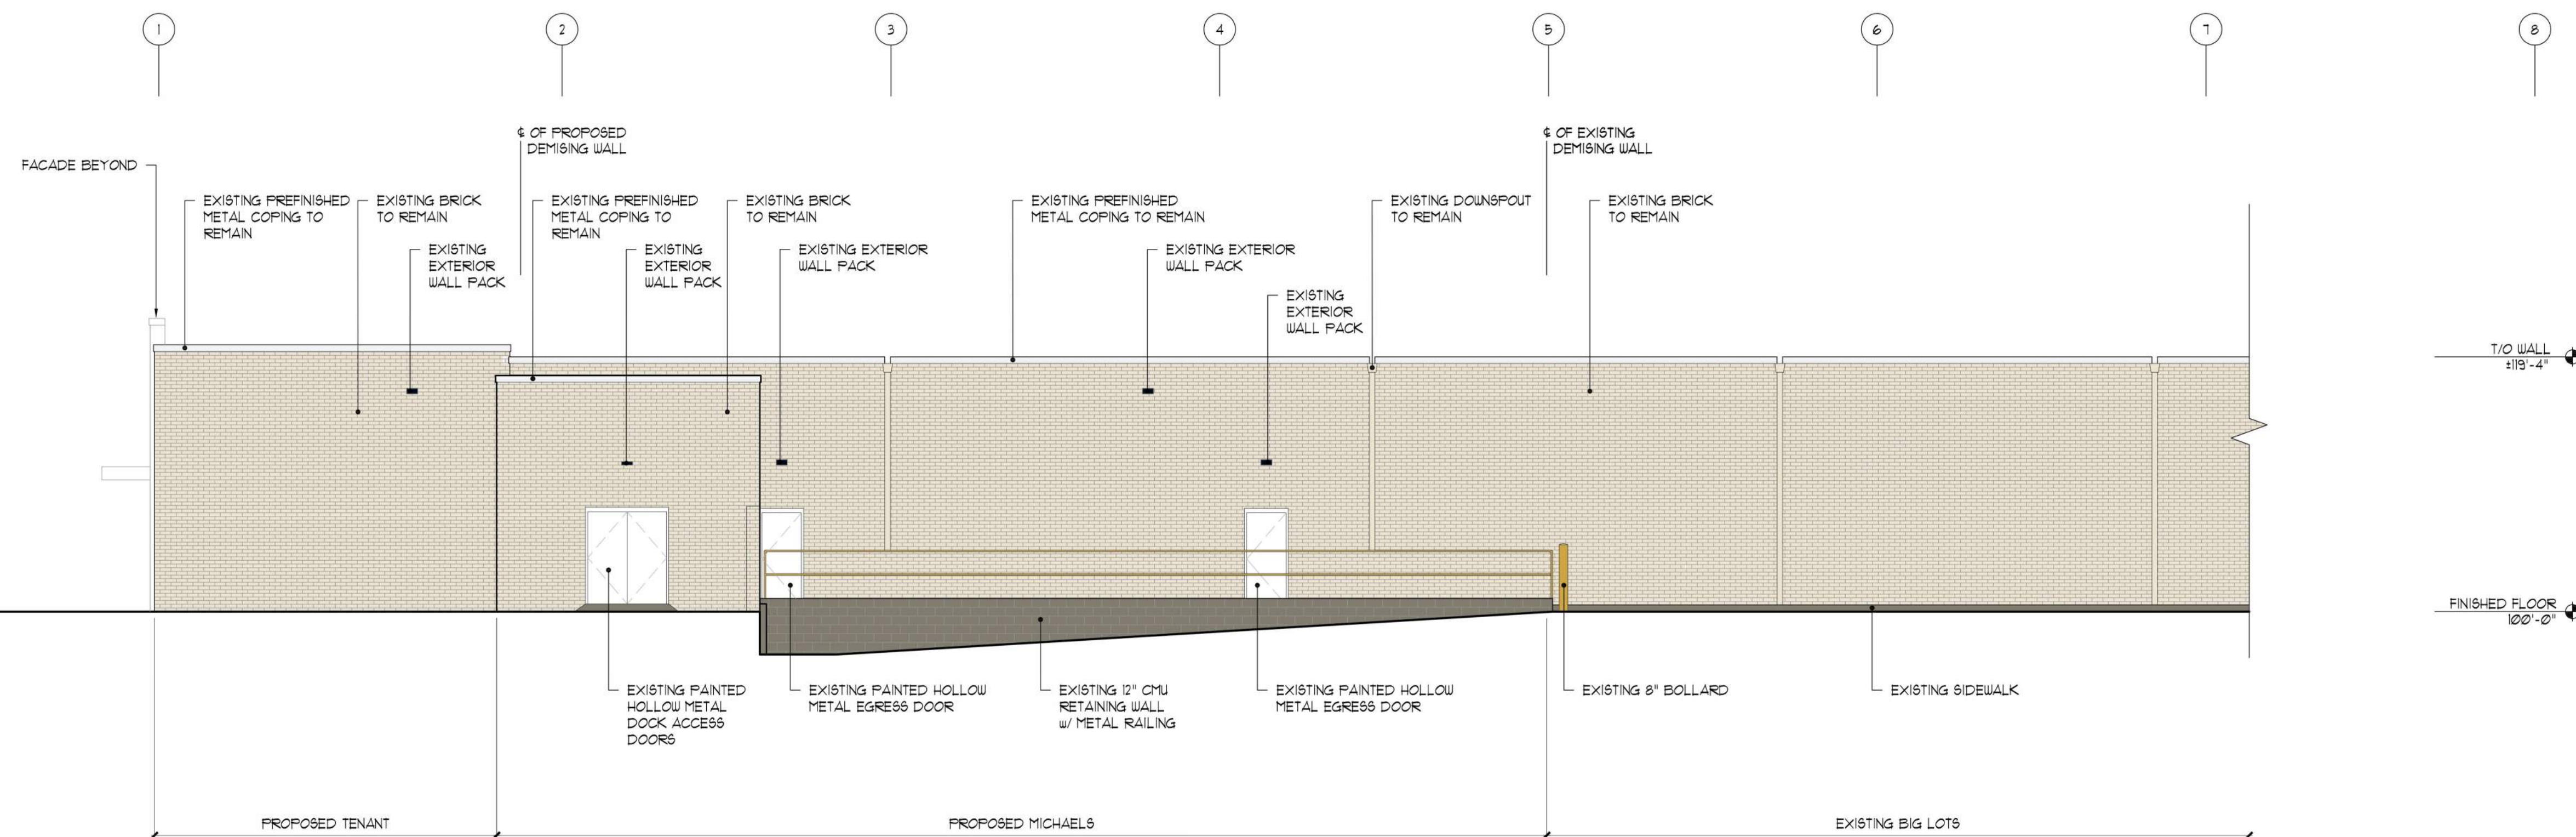 1 2 3 4 5 6 7 8
℄ OF PROPOSED
DEMISING WALL
℄ OF EXISTING
DEMISING WALL
FACADE BEYOND
EXISTING PREFINISHED
METAL COPING TO
REMAIN
EXISTING BRICK
TO REMAIN
EXISTING
EXTERIOR
WALL PACK
EXISTING PREFINISHED
METAL COPING TO
REMAIN
EXISTING
EXTERIOR
WALL PACK
EXISTING BRICK
TO REMAIN
EXISTING EXTERIOR
WALL PACK
EXISTING PREFINISHED
METAL COPING TO REMAIN
EXISTING EXTERIOR
WALL PACK
EXISTING
EXTERIOR
WALL PACK
EXISTING DOWNSPOUT
TO REMAIN
EXISTING BRICK
TO REMAIN
T/O WALL
±119'-4"
FINISHED FLOOR
100'-0"
EXISTING PAINTED
HOLLOW METAL
DOCK ACCESS
DOORS
EXISTING PAINTED HOLLOW
METAL EGRESS DOOR
EXISTING 12" CMU
RETAINING WALL
w/ METAL RAILING
EXISTING PAINTED HOLLOW
METAL EGRESS DOOR
EXISTING 8" BOLLARD
EXISTING SIDEWALK
PROPOSED TENANT
PROPOSED MICHAELS
EXISTING BIG LOTS